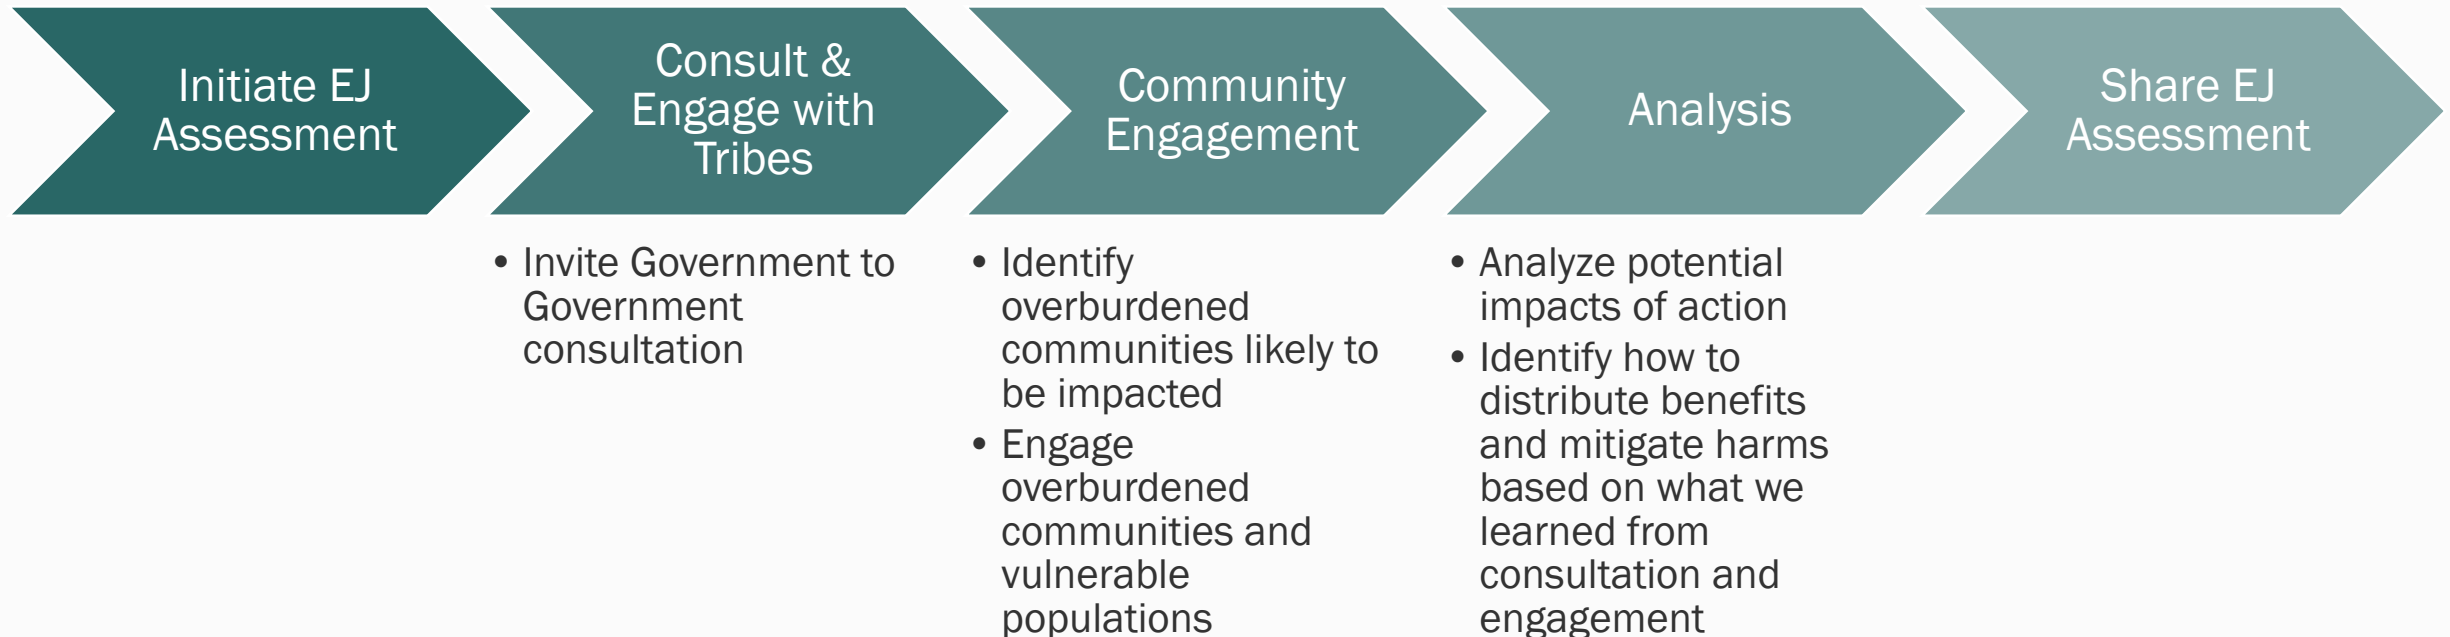 Initiate EJ
Assessment
Consult &
Engage with
Tribes
• Invite Government to
Government
consultation
Community
Engagement
• Identify
overburdened
communities likely to
be impacted
• Engage
overburdened
communities and
vulnerable
populations
Analysis
• Analyze potential
impacts of action
• Identify how to
distribute benefits
and mitigate harms
based on what we
learned from
consultation and
engagement
Share EJ
Assessment